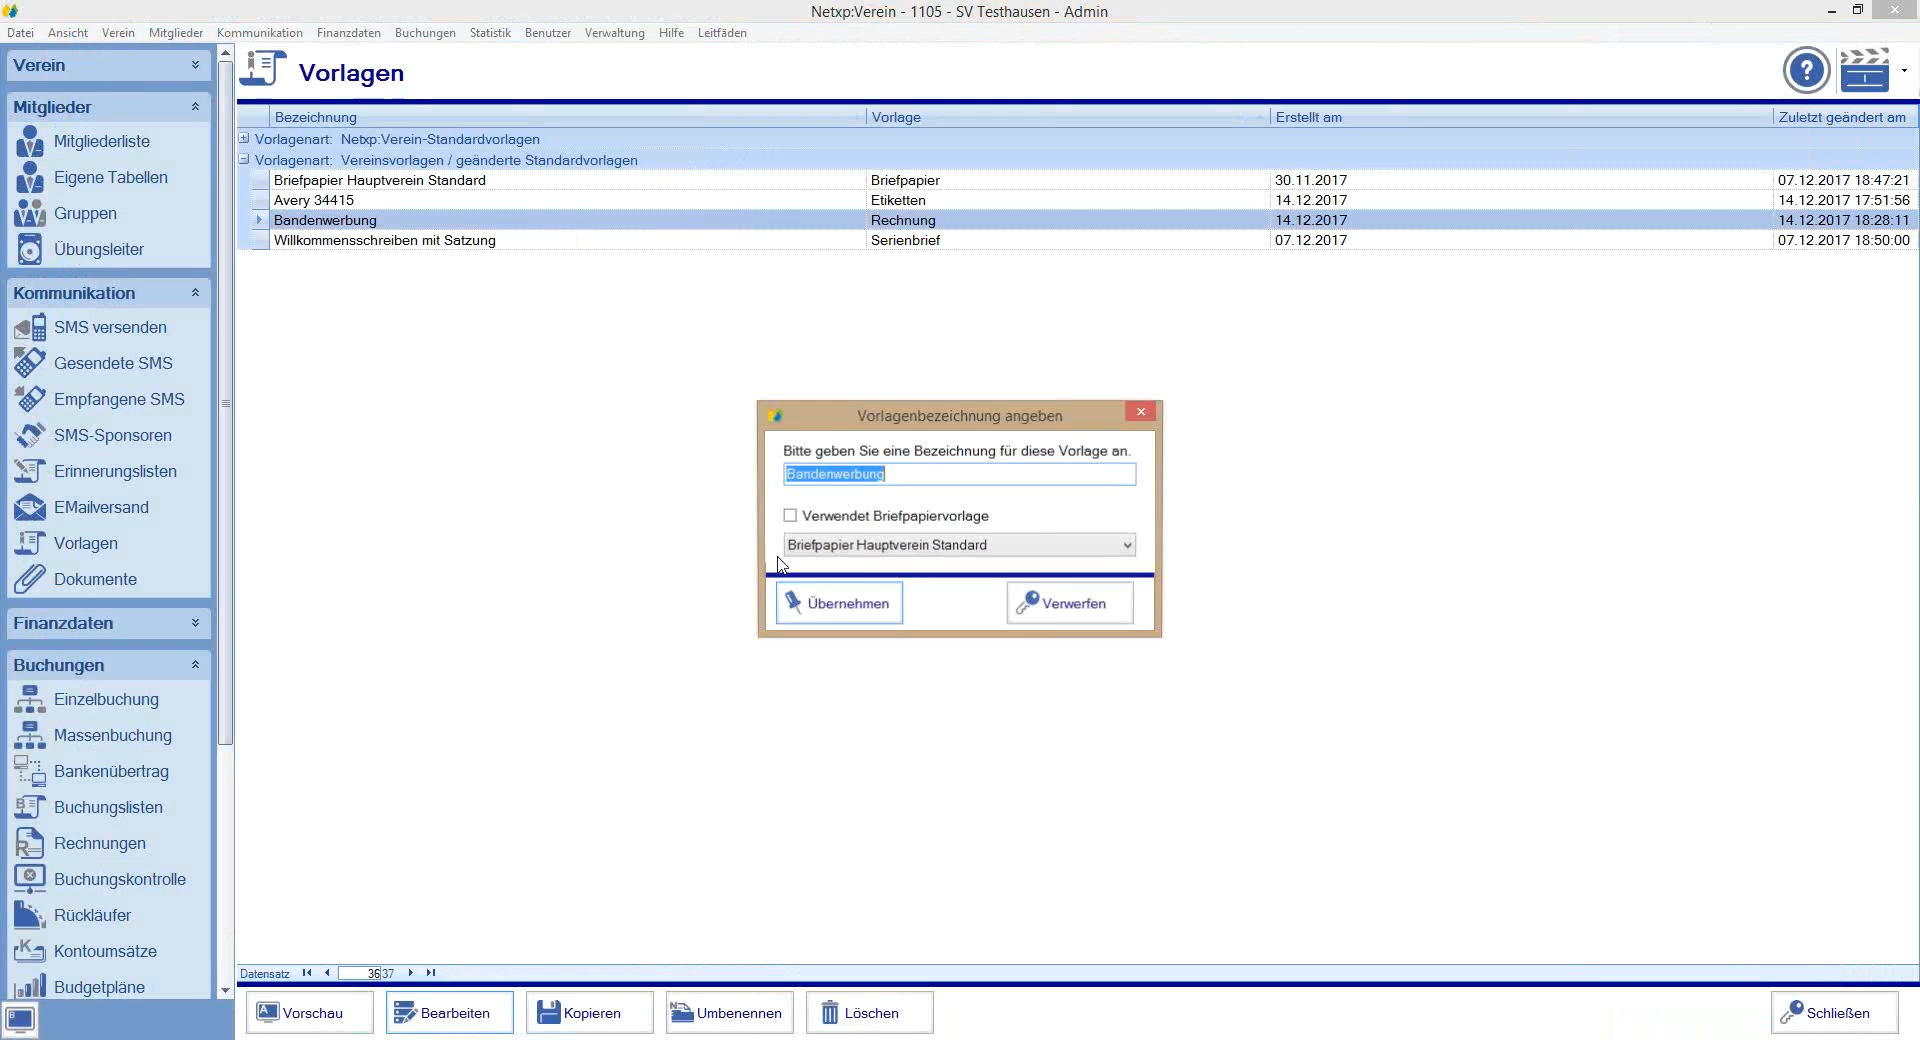 Netxp:Verein - 1105 - SV Testhausen - Admin
Datei Ansicht Verein Mitglieder Kommunikation Finanzdaten Buchungen Statistik Benutzer Verwaltung Hilfe Leitfäden
Verein
Mitglieder
Mitgliederliste
Eigene Tabellen
Gruppen
Übungsleiter
Kommunikation
SMS versenden
Gesendete SMS
Empfangene SMS
SMS-Sponsoren
Erinnerungslisten
EMailversand
Vorlagen
Dokumente
Finanzdaten
Buchungen
Einzelbuchung
Massenbuchung
Bankenübertrag
Buchungslisten
Rechnungen
Buchungskontrolle
Rückläufer
Kontoumsätze
Budgetpläne
Vorlagen
Bezeichnung Vorlage Erstellt am Zuletzt geändert am
Vorlagenart: Netxp:Verein-Standardvorlagen
Vorlagenart: Vereinsvorlagen / geänderte Standardvorlagen
Briefpapier Hauptverein Standard Briefpapier 30.11.2017 07.12.2017 18:47:21
Avery 34415 Etiketten 14.12.2017 14.12.2017 17:51:56
Bandenwerbung Rechnung 14.12.2017 14.12.2017 18:28:11
Willkommensschreiben mit Satzung Serienbrief 07.12.2017 07.12.2017 18:50:00
Vorlagenbezeichnung angeben
Bitte geben Sie eine Bezeichnung für diese Vorlage an.
Bandenwerbung
Verwendet Briefpapiervorlage
Briefpapier Hauptverein Standard
Übernehmen Verwerfen
Datensatz 36 37
Vorschau Bearbeiten Kopieren Umbenennen Löschen Schließen